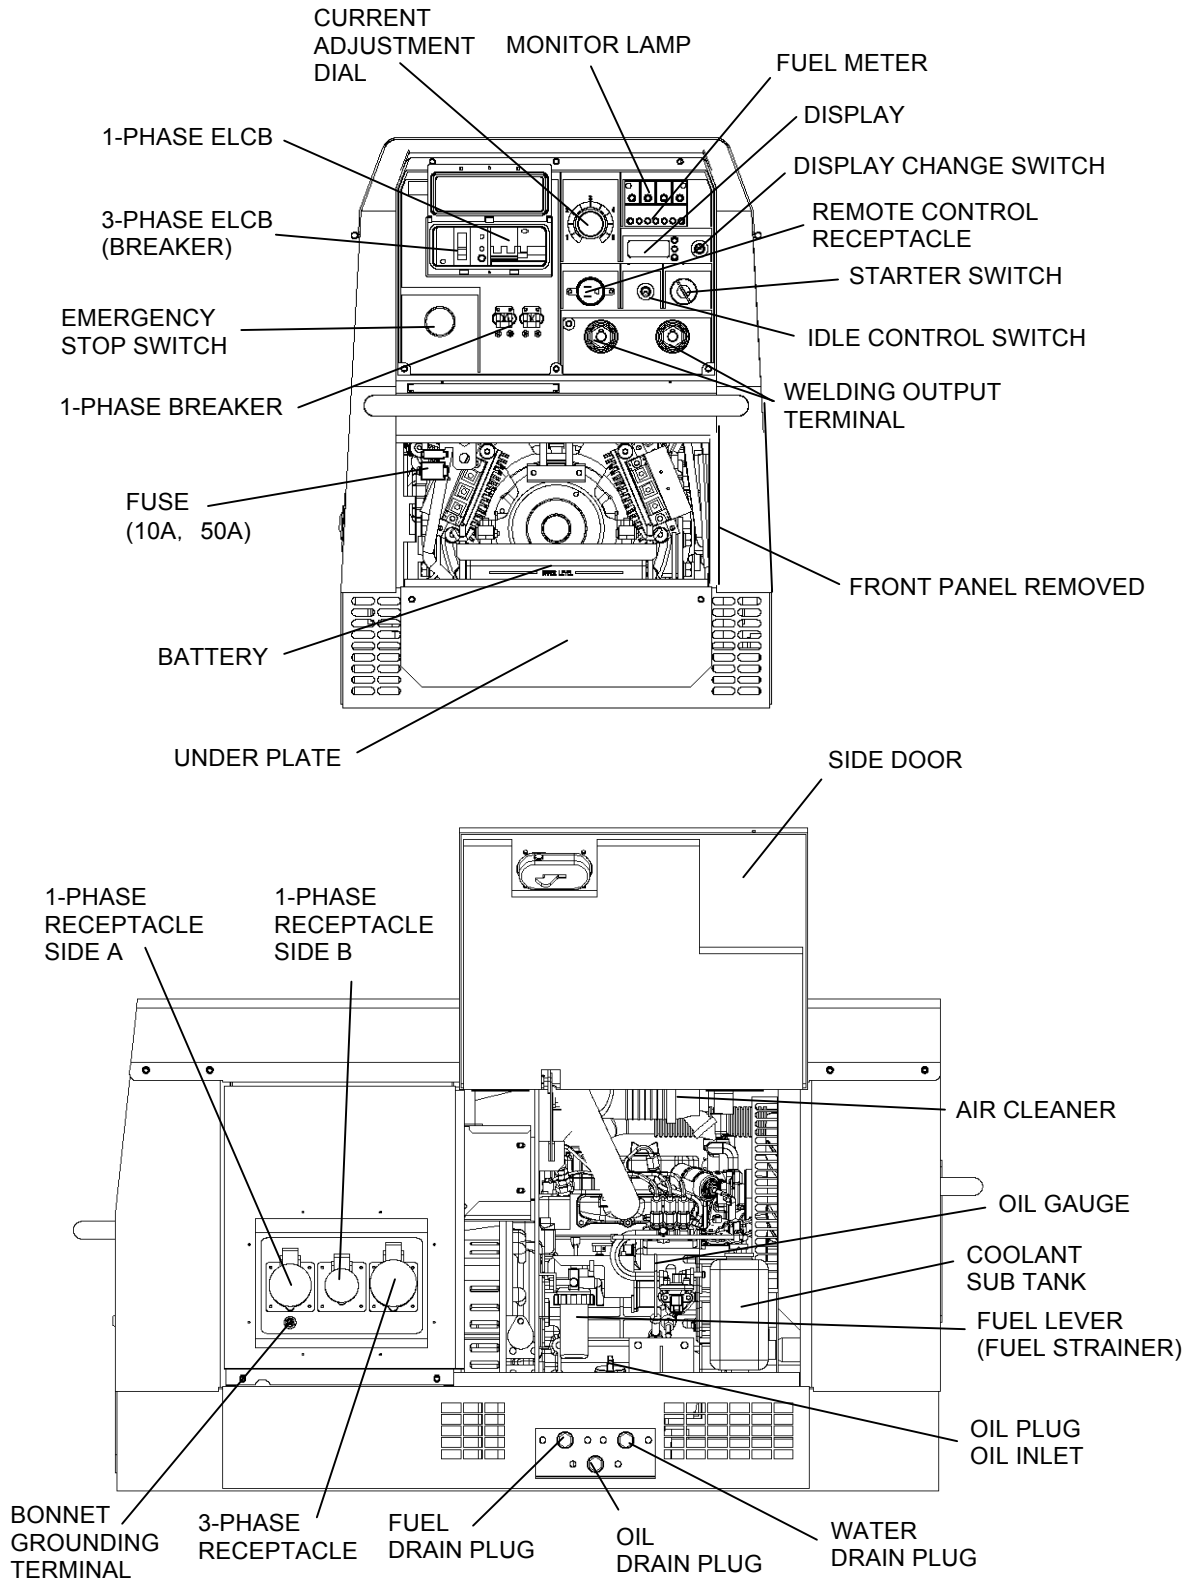 CURRENT
ADJUSTMENT
DIAL
MONITOR LAMP
FUEL METER
DISPLAY
1-PHASE ELCB
DISPLAY CHANGE SWITCH
3-PHASE ELCB
(BREAKER)
REMOTE CONTROL
RECEPTACLE
STARTER SWITCH
EMERGENCY
STOP SWITCH
IDLE CONTROL SWITCH
1-PHASE BREAKER
WELDING OUTPUT
TERMINAL
FUSE
(10A, 50A)
FRONT PANEL REMOVED
BATTERY
UNDER PLATE
SIDE DOOR
1-PHASE
RECEPTACLE
SIDE A
1-PHASE
RECEPTACLE
SIDE B
AIR CLEANER
OIL GAUGE
COOLANT
SUB TANK
FUEL LEVER
(FUEL STRAINER)
OIL PLUG
OIL INLET
BONNET
GROUNDING
TERMINAL
3-PHASE
RECEPTACLE
FUEL
DRAIN PLUG
OIL
DRAIN PLUG
WATER
DRAIN PLUG